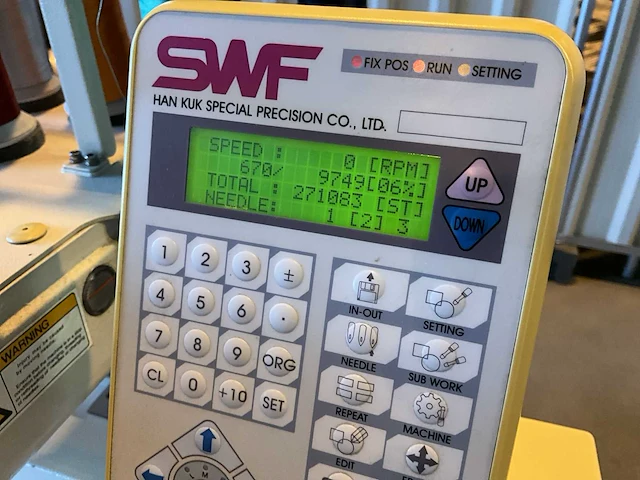 SWF
FIX POS RUN SETTING
HAN KUK SPECIAL PRECISION CO., LTD.
SPEED : 0 [RPM]
670/ 9749[06%]
TOTAL : 271083 [ST]
NEEDLE: 1 [2] 3
UP
DOWN
1 2 3 ±
4 5 6 ·
7 8 9 ORG
CL 0 +10 SET
IN-OUT
SETTING
NEEDLE
SUB WORK
REPEAT
MACHINE
EDIT
M
WARNING